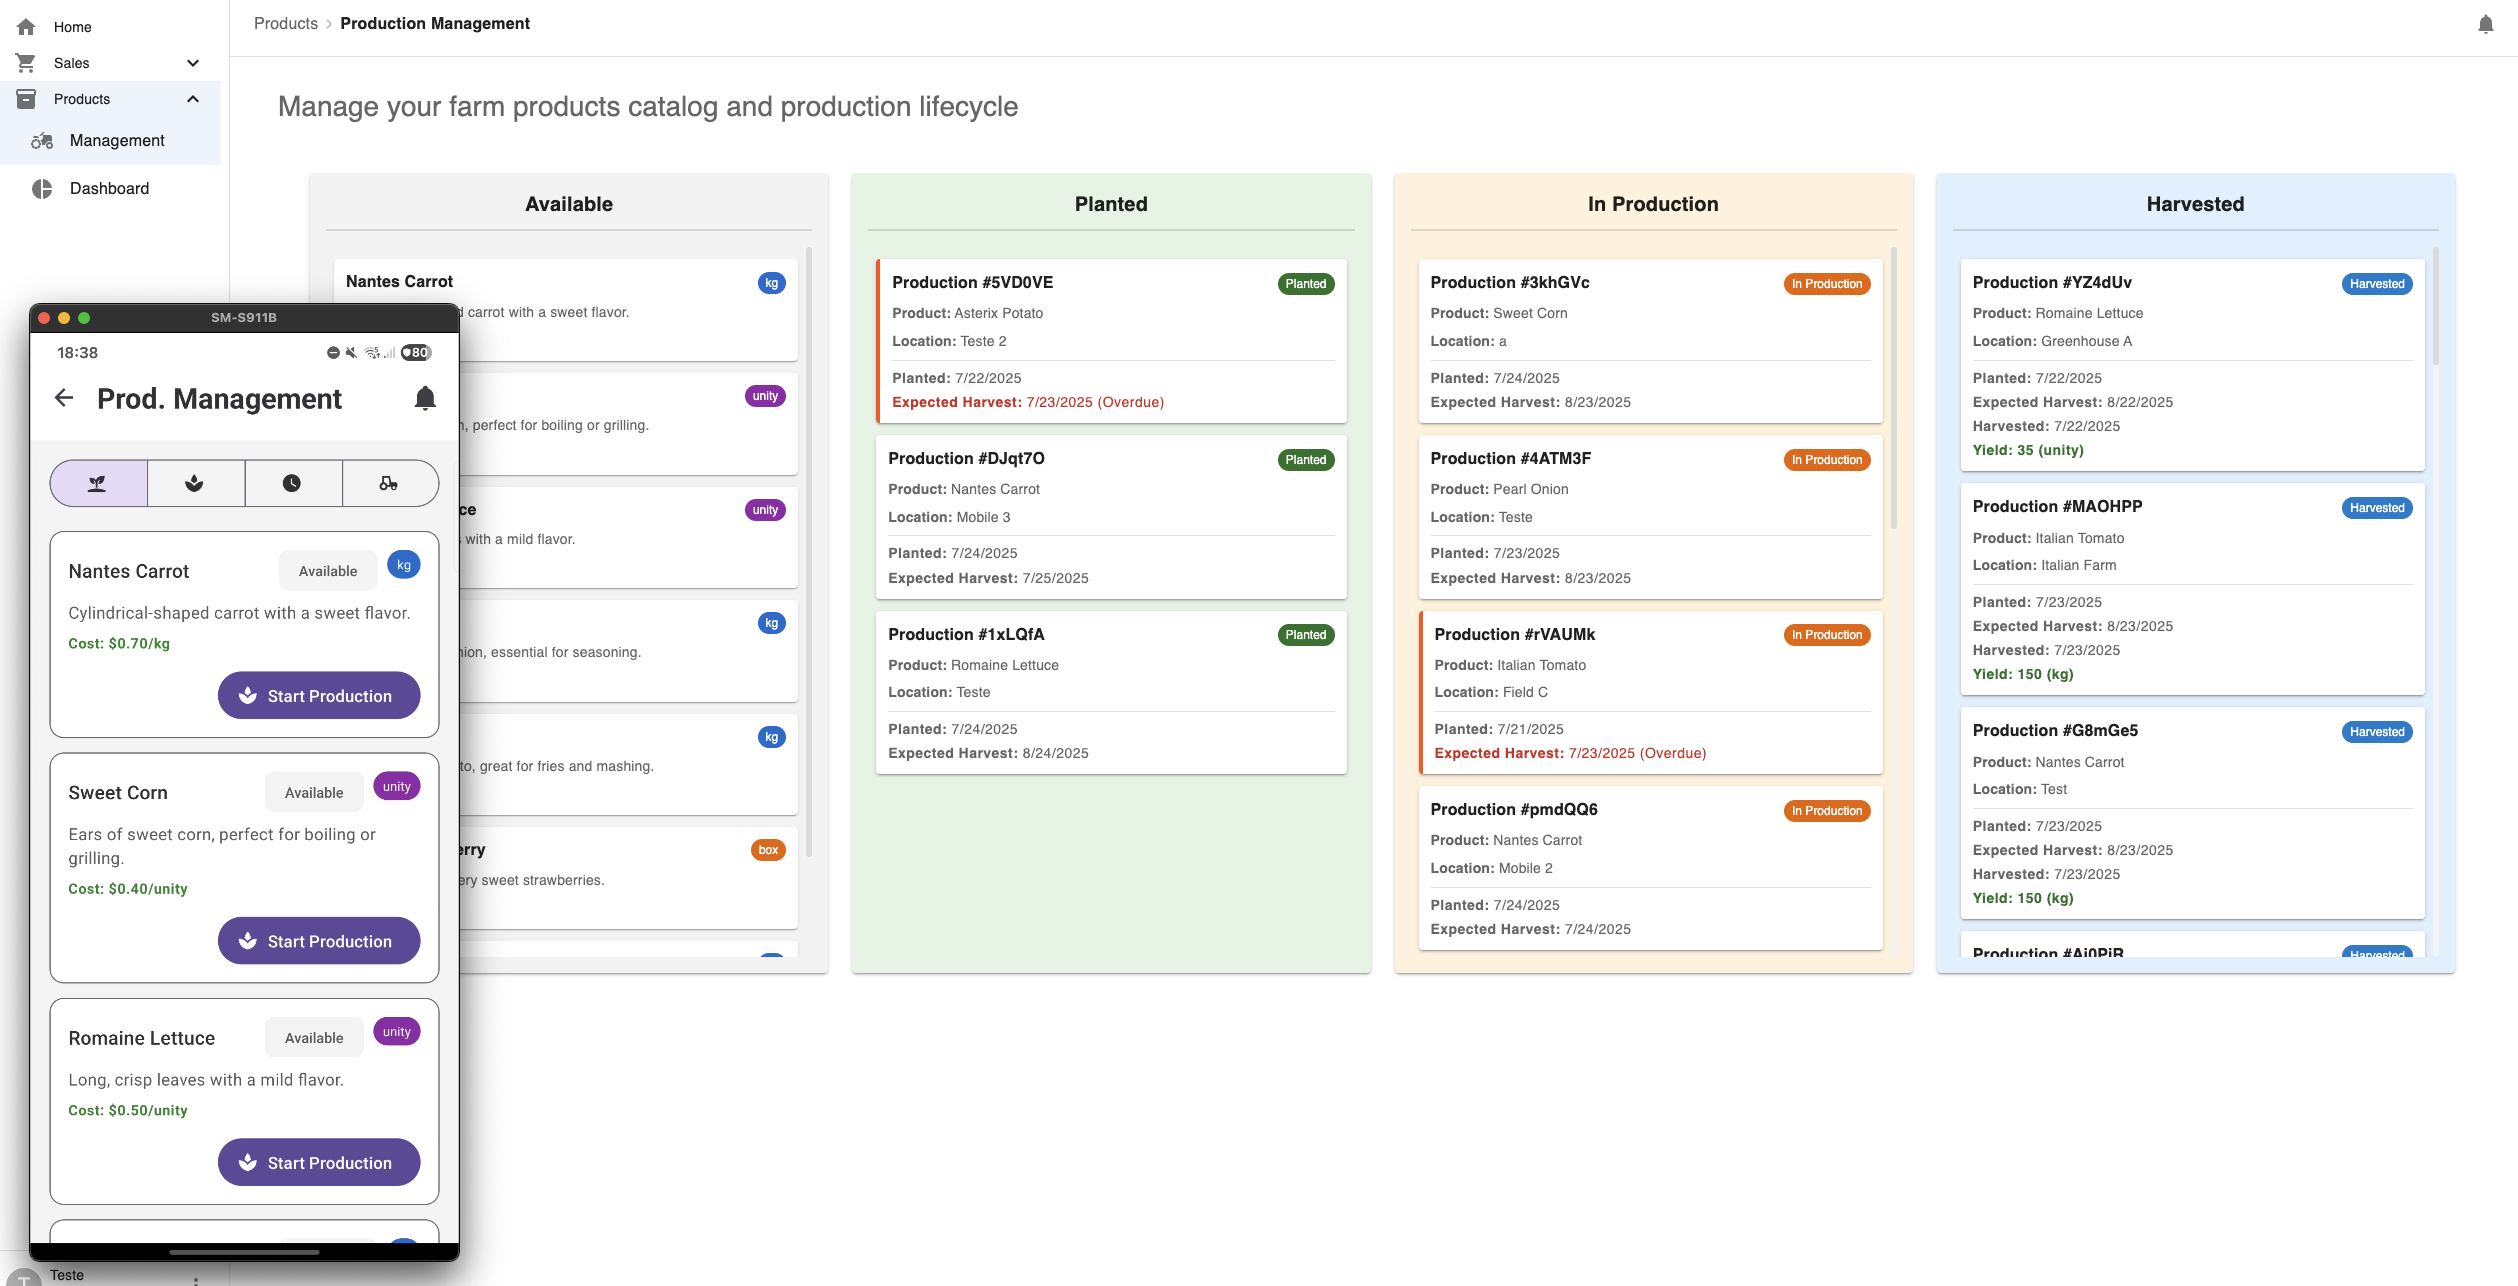 Home
Sales
Products
Management
Dashboard
Teste
Products > Production Management
Manage your farm products catalog and production lifecycle
Available
Nantes Carrot
kg
carrot with a sweet flavor.
unity
, perfect for boiling or grilling.
ce
unity
with a mild flavor.
kg
ion, essential for seasoning.
kg
to, great for fries and mashing.
erry
box
ery sweet strawberries.
Planted
Production #5VD0VE
Planted
Product: Asterix Potato
Location: Teste 2
Planted: 7/22/2025
Expected Harvest: 7/23/2025 (Overdue)
Production #DJqt7O
Planted
Product: Nantes Carrot
Location: Mobile 3
Planted: 7/24/2025
Expected Harvest: 7/25/2025
Production #1xLQfA
Planted
Product: Romaine Lettuce
Location: Teste
Planted: 7/24/2025
Expected Harvest: 8/24/2025
In Production
Production #3khGVc
In Production
Product: Sweet Corn
Location: a
Planted: 7/24/2025
Expected Harvest: 8/23/2025
Production #4ATM3F
In Production
Product: Pearl Onion
Location: Teste
Planted: 7/23/2025
Expected Harvest: 8/23/2025
Production #rVAUMk
In Production
Product: Italian Tomato
Location: Field C
Planted: 7/21/2025
Expected Harvest: 7/23/2025 (Overdue)
Production #pmdQQ6
In Production
Product: Nantes Carrot
Location: Mobile 2
Planted: 7/24/2025
Expected Harvest: 7/24/2025
Harvested
Production #YZ4dUv
Harvested
Product: Romaine Lettuce
Location: Greenhouse A
Planted: 7/22/2025
Expected Harvest: 8/22/2025
Harvested: 7/22/2025
Yield: 35 (unity)
Production #MAOHPP
Harvested
Product: Italian Tomato
Location: Italian Farm
Planted: 7/23/2025
Expected Harvest: 8/23/2025
Harvested: 7/23/2025
Yield: 150 (kg)
Production #G8mGe5
Harvested
Product: Nantes Carrot
Location: Test
Planted: 7/23/2025
Expected Harvest: 8/23/2025
Harvested: 7/23/2025
Yield: 150 (kg)
Production
Harvested
SM-S911B
18:38
80
Prod. Management
Nantes Carrot
Available
kg
Cylindrical-shaped carrot with a sweet flavor.
Cost: $0.70/kg
Start Production
Sweet Corn
Available
unity
Ears of sweet corn, perfect for boiling or
grilling.
Cost: $0.40/unity
Start Production
Romaine Lettuce
Available
unity
Long, crisp leaves with a mild flavor.
Cost: $0.50/unity
Start Production